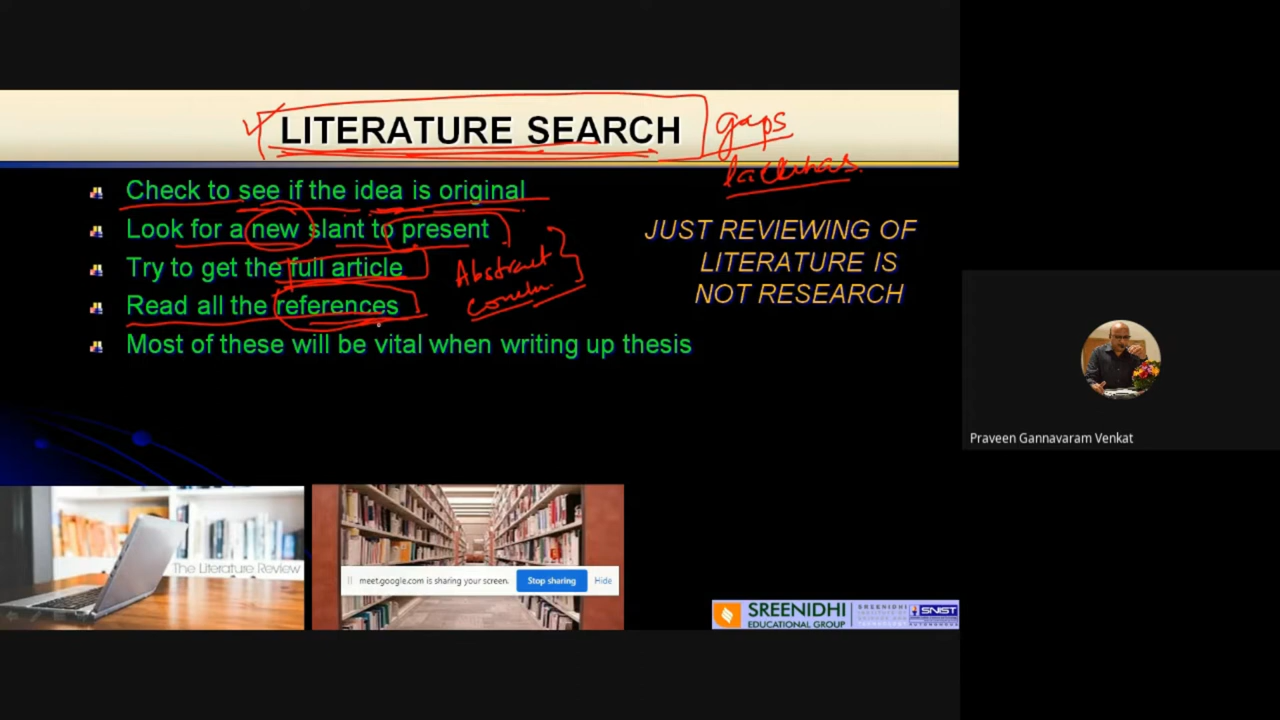 LITERATURE SEARCH
gaps
Check to see if the idea is original
Look for a new slant to present
Try to get the full article
Abstract
Read all the references
Most of these will be vital when writing up thesis
JUST REVIEWING OF
LITERATURE IS
NOT RESEARCH
Praveen Gannavaram Venkat
The Literature Review
meet.google.com is sharing your screen.
Stop sharing
Hide
SREENIDHI
EDUCATIONAL GROUP
SREENIDHI
SNIST